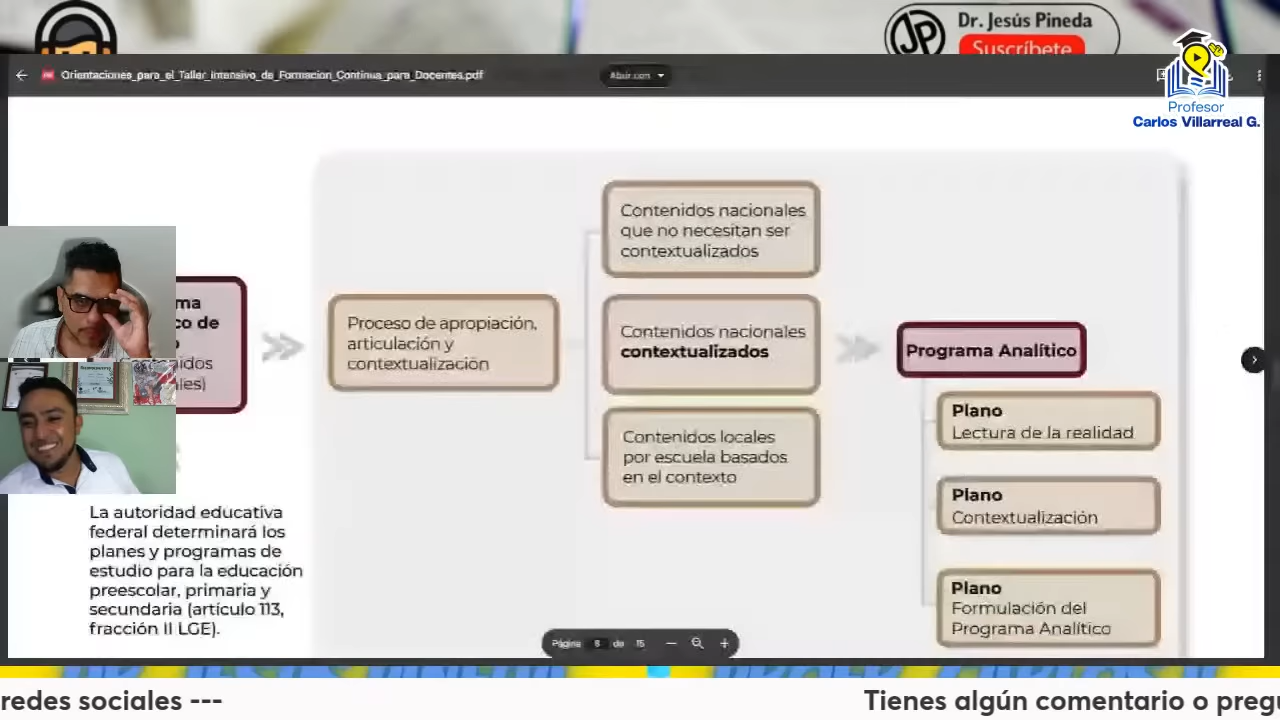 Dr. Jesús Pineda
JP
Suscríbete
Orientaciones_para_el_Taller_Intensivo_de_Formacion_Continua_para_Docentes.pdf
Abrir con
Profesor
Carlos Villarreal G.
Contenidos nacionales
que no necesitan ser
contextualizados
Proceso de apropiación,
articulación y
contextualización
Contenidos nacionales
contextualizados
Contenidos locales
por escuela basados
en el contexto
Programa Analítico
Plano
Lectura de la realidad
Plano
Contextualización
Plano
Formulación del
Programa Analítico
La autoridad educativa
federal determinará los
planes y programas de
estudio para la educación
preescolar, primaria y
secundaria (artículo 113,
fracción II LGE).
redes sociales ---
Tienes algún comentario o pregu